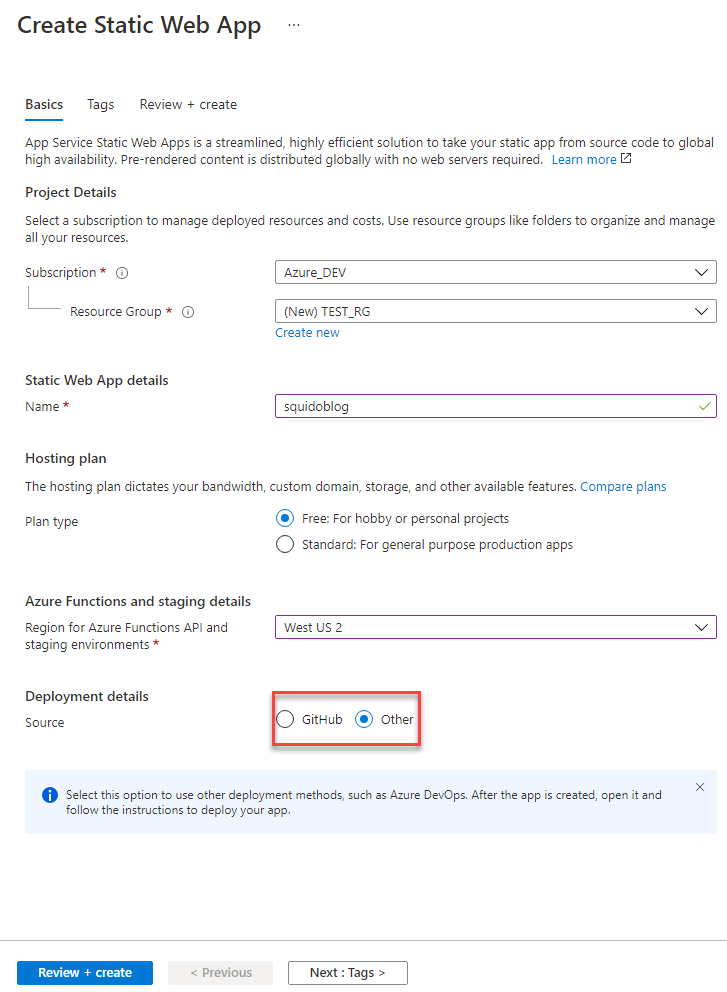 Create Static Web App ...
Basics Tags Review + create
App Service Static Web Apps is a streamlined, highly efficient solution to take your static app from source code to global
high availability. Pre-rendered content is distributed globally with no web servers required. Learn more
Project Details
Select a subscription to manage deployed resources and costs. Use resource groups like folders to organize and manage
all your resources.
Subscription * Azure_DEV
Resource Group * (New) TEST_RG
Create new
Static Web App details
Name * squidoblog
Hosting plan
The hosting plan dictates your bandwidth, custom domain, storage, and other available features. Compare plans
Plan type Free: For hobby or personal projects
Standard: For general purpose production apps
Azure Functions and staging details
Region for Azure Functions API and West US 2
staging environments *
Deployment details
Source GitHub Other
Select this option to use other deployment methods, such as Azure DevOps. After the app is created, open it and
follow the instructions to deploy your app.
Review + create < Previous Next : Tags >